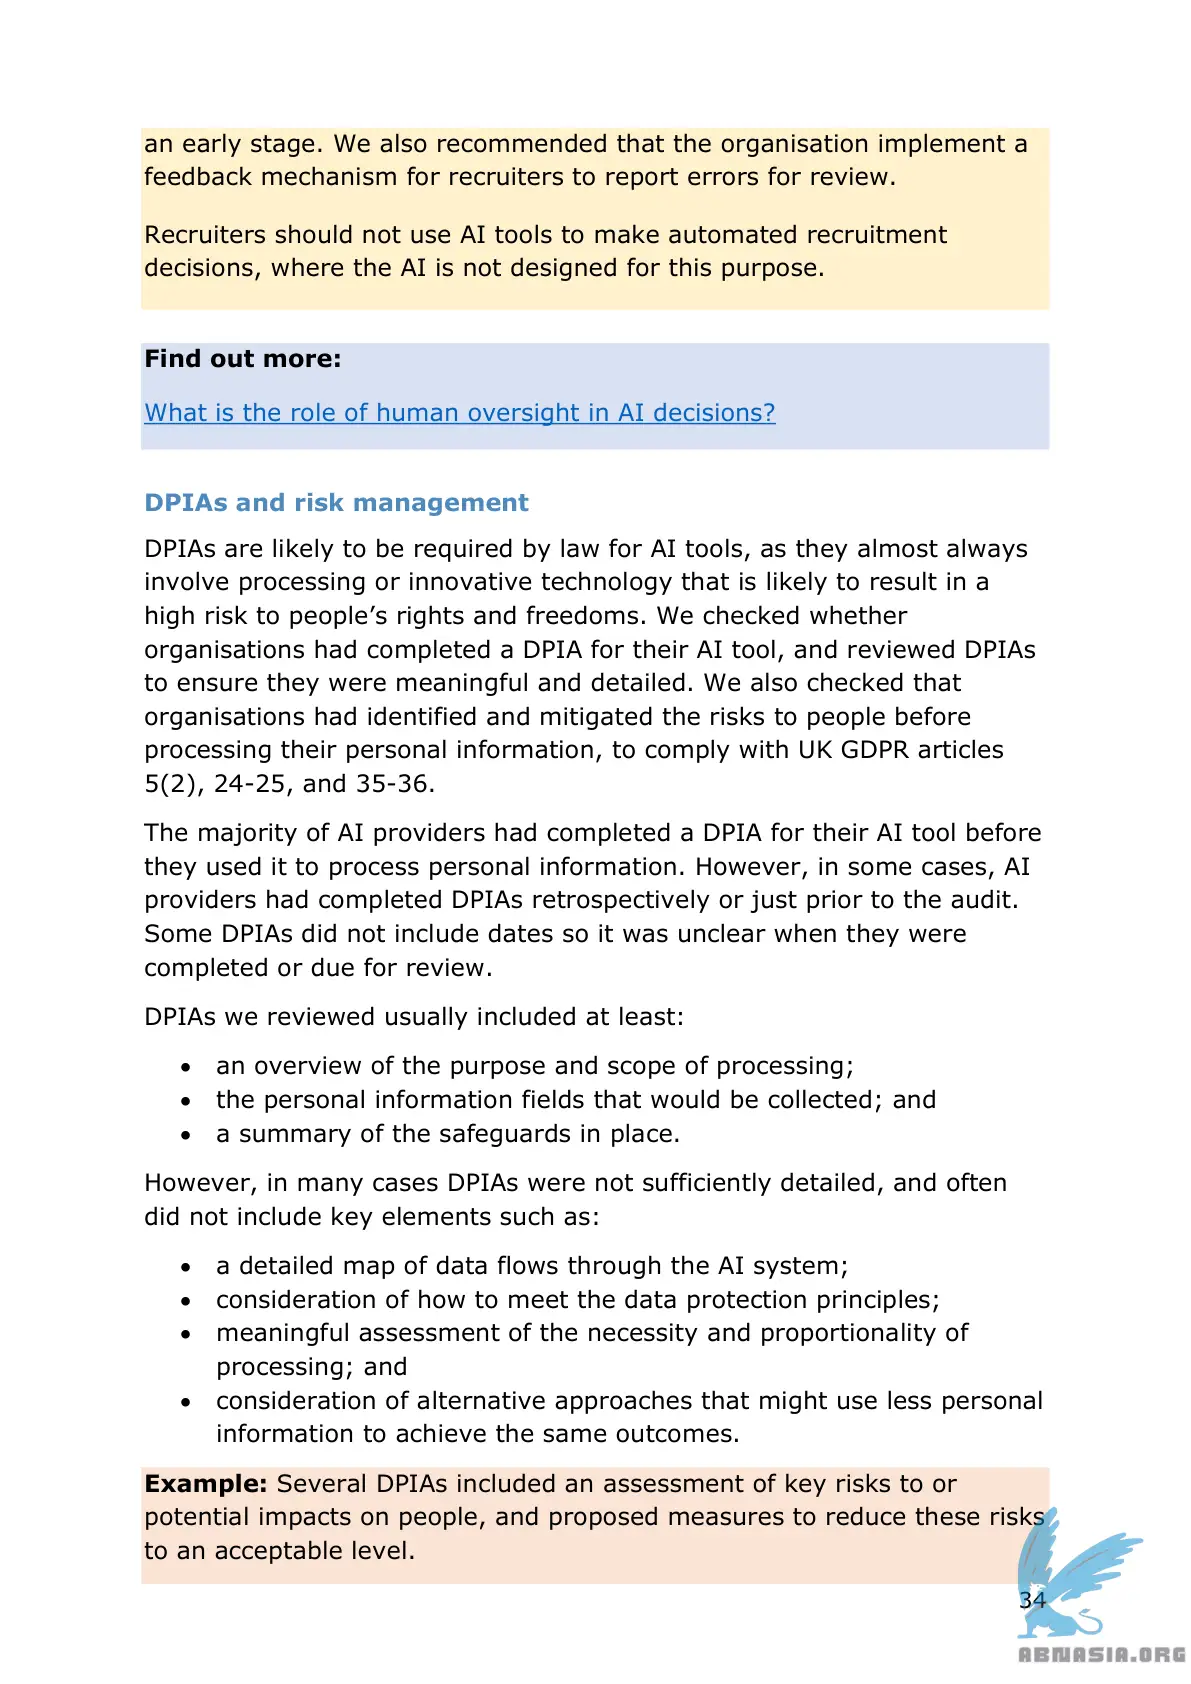 an early stage. We also recommended that the organisation implement a
feedback mechanism for recruiters to report errors for review.
Recruiters should not use AI tools to make automated recruitment
decisions, where the AI is not designed for this purpose.
Find out more:
What is the role of human oversight in AI decisions?
DPIAs and risk management
DPIAs are likely to be required by law for AI tools, as they almost always
involve processing or innovative technology that is likely to result in a
high risk to people’s rights and freedoms. We checked whether
organisations had completed a DPIA for their AI tool, and reviewed DPIAs
to ensure they were meaningful and detailed. We also checked that
organisations had identified and mitigated the risks to people before
processing their personal information, to comply with UK GDPR articles
5(2), 24-25, and 35-36.
The majority of AI providers had completed a DPIA for their AI tool before
they used it to process personal information. However, in some cases, AI
providers had completed DPIAs retrospectively or just prior to the audit.
Some DPIAs did not include dates so it was unclear when they were
completed or due for review.
DPIAs we reviewed usually included at least:
• an overview of the purpose and scope of processing;
• the personal information fields that would be collected; and
• a summary of the safeguards in place.
However, in many cases DPIAs were not sufficiently detailed, and often
did not include key elements such as:
• a detailed map of data flows through the AI system;
• consideration of how to meet the data protection principles;
• meaningful assessment of the necessity and proportionality of
processing; and
• consideration of alternative approaches that might use less personal
information to achieve the same outcomes.
Example: Several DPIAs included an assessment of key risks to or
potential impacts on people, and proposed measures to reduce these risks
to an acceptable level.
34
ABNASIA.ORG